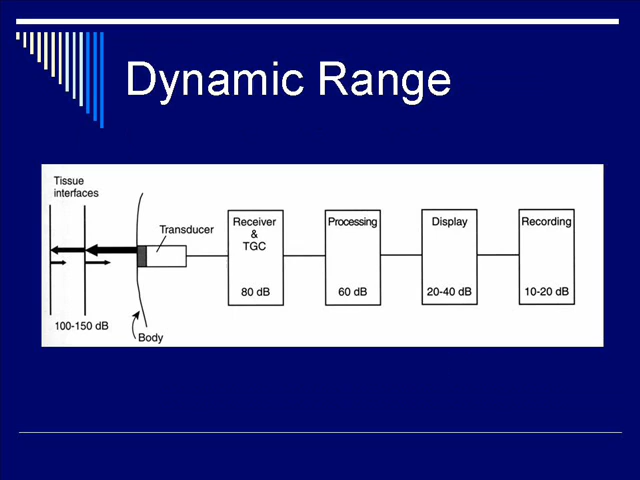 Dynamic Range
Tissue
interfaces
Transducer
100-150 dB
Body
Receiver
&
TGC
80 dB
Processing
60 dB
Display
20-40 dB
Recording
10-20 dB